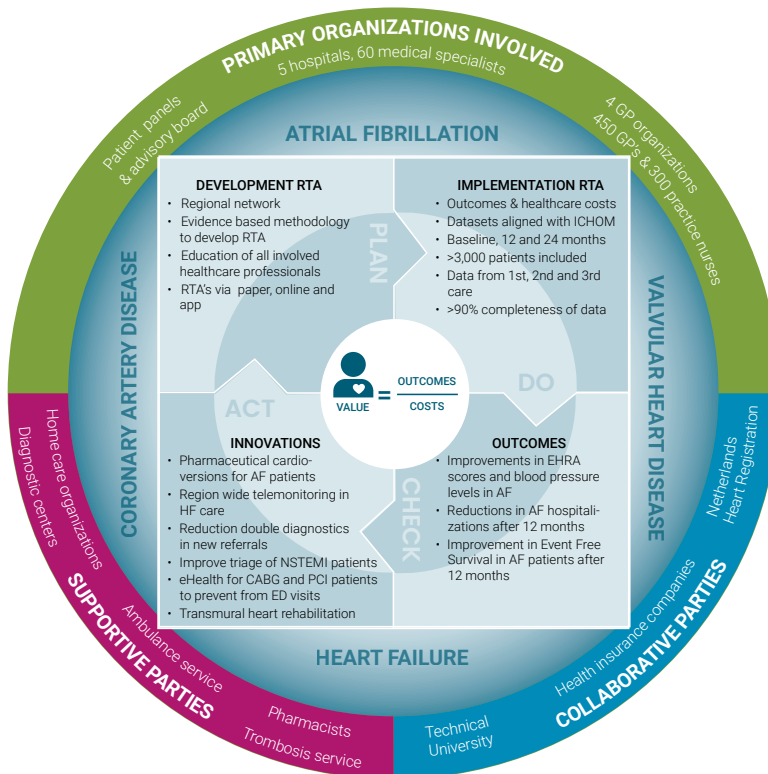 PRIMARY ORGANIZATIONS INVOLVED
5 hospitals, 60 medical specialists
Patient panels
& advisory board
4 GP organizations
450 GP's & 300 practice nurses
ATRIAL FIBRILLATION
CORONARY ARTERY DISEASE
VALVULAR HEART DISEASE
HEART FAILURE
DEVELOPMENT RTA
• Regional network
• Evidence based methodology
to develop RTA
• Education of all involved
healthcare professionals
• RTA's via paper, online and
app
PLAN
IMPLEMENTATION RTA
• Outcomes & healthcare costs
• Datasets aligned with ICHOM
• Baseline, 12 and 24 months
• >3,000 patients included
• Data from 1st, 2nd and 3rd
care
• >90% completeness of data
DO
VALUE
=
OUTCOMES
COSTS
ACT
INNOVATIONS
• Pharmaceutical cardio-
versions for AF patients
• Region wide telemonitoring in
HF care
• Reduction double diagnostics
in new referrals
• Improve triage of NSTEMI patients
• eHealth for CABG and PCI patients
to prevent from ED visits
• Transmural heart rehabilitation
CHECK
OUTCOMES
• Improvements in EHRA
scores and blood pressure
levels in AF
• Reductions in AF hospitali-
zations after 12 months
• Improvement in Event Free
Survival in AF patients after
12 months
SUPPORTIVE PARTIES
Home care organizations
Diagnostic centers
Ambulance service
Pharmacists
Trombosis service
COLLABORATIVE PARTIES
Netherlands
Heart Registration
Health insurance companies
Technical
University